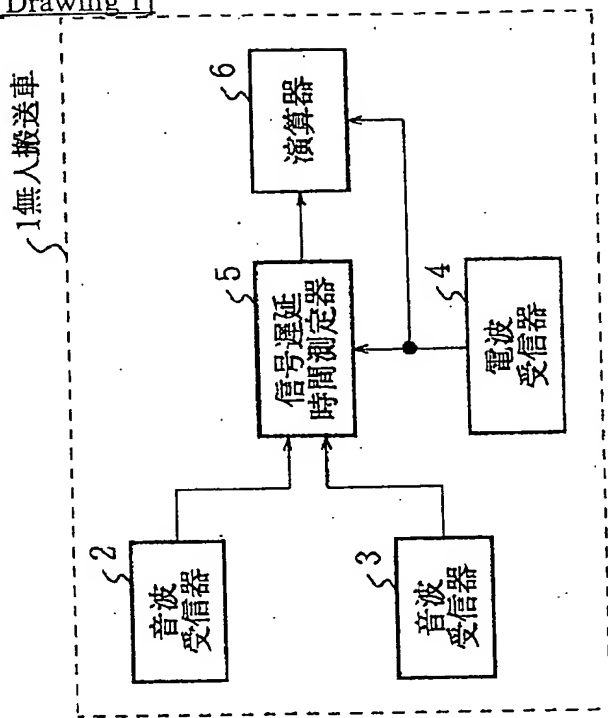 Drawing 1]
1無人搬送車
2
音波
受信器
3
音波
受信器
5
信号遅延
時間測定器
4
電波
受信器
6
演算器